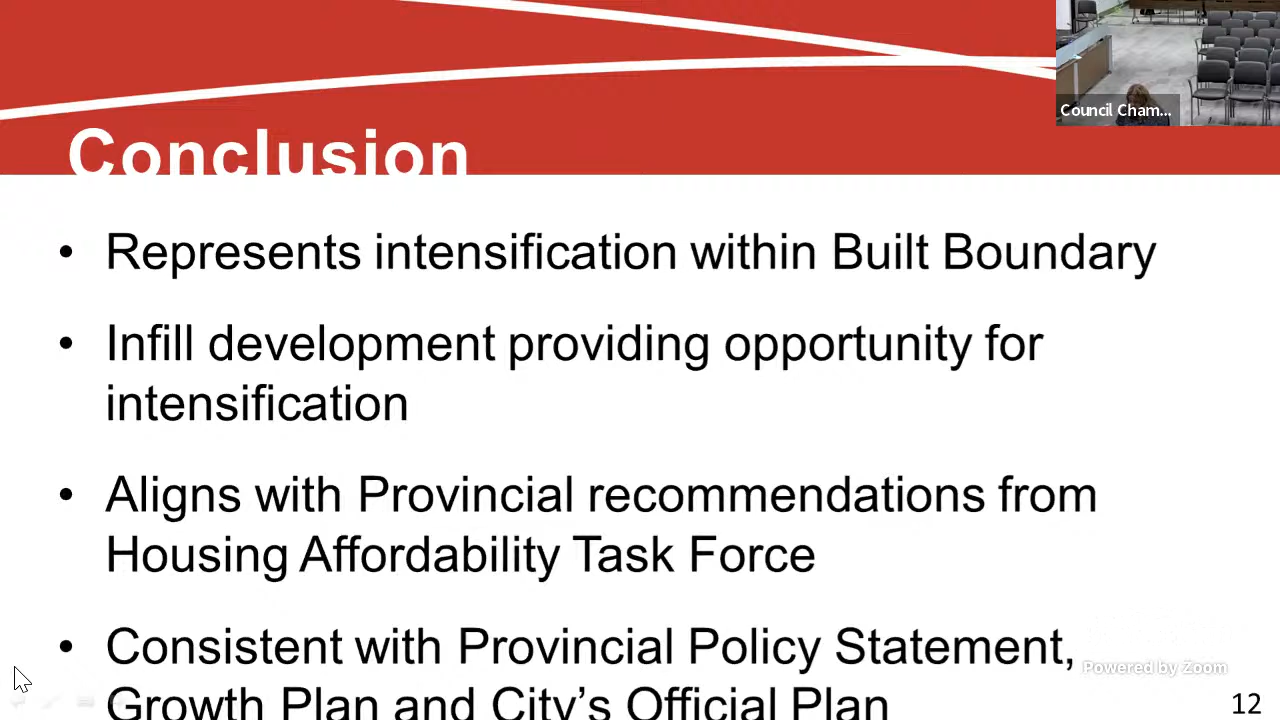 Council Cham...
Conclusion
• Represents intensification within Built Boundary
• Infill development providing opportunity for
intensification
• Aligns with Provincial recommendations from
Housing Affordability Task Force
• Consistent with Provincial Policy Statement,
Growth Plan and City's Official Plan
Powered by Zoom
12